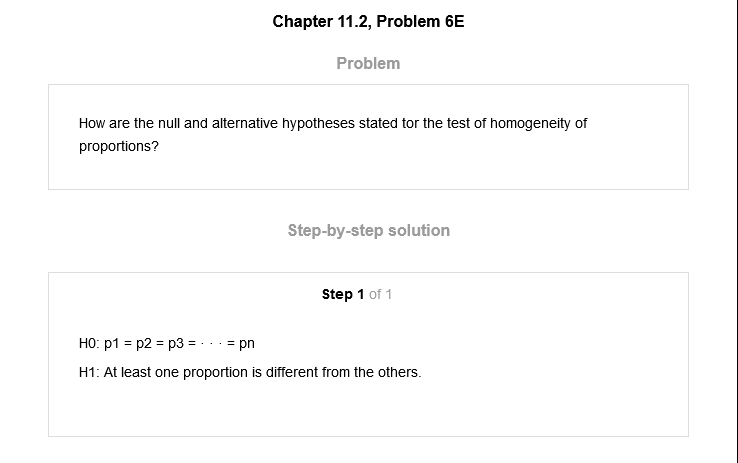 Chapter 11.2, Problem 6E
Problem
How are the null and alternative hypotheses stated tor the test of homogeneity of
proportions?
Step-by-step solution
Step 1 of 1
H0: p1 = p2 = p3 = · · · = pn
H1: At least one proportion is different from the others.